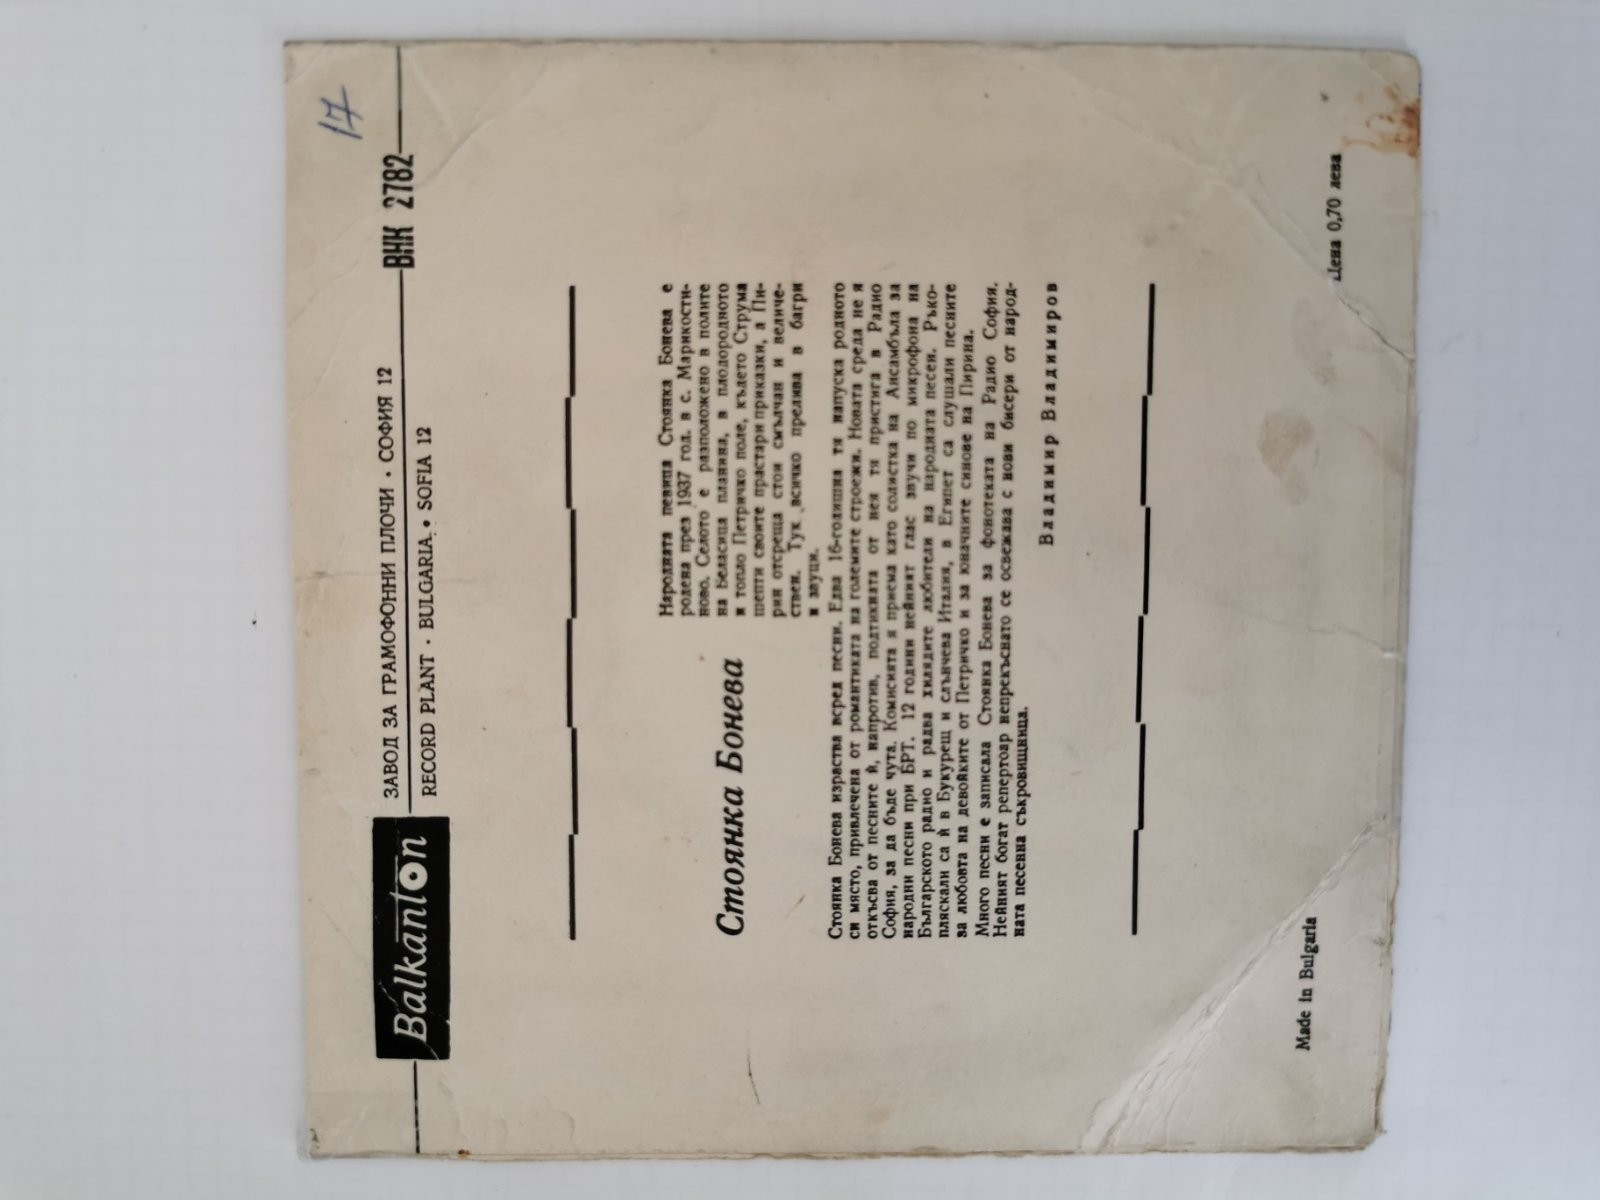 17
Balkanton
ЗАВОД ЗА ГРАМОФОННИ ПЛОЧИ · СОФИЯ 12
ВНК 2782
RECORD PLANT · BULGARIA · SOFIA 12
Стоянка Бонева
Народната певица Стоянка Бонева е
родена през 1937 год. в с. Марикости-
ново. Селото е разположено в полите
на Беласица планина, в плодородното
и топло Петричко поле, където Струма
шепти своите прастари приказки, а Пи-
рин отсреща стои смълчан и величе-
ствен. Тук всичко прелива в багри
и звуци.
Стоянка Бонева израства всред песни. Едва 16-годишна тя напуска родното
си място, привлечена от романтиката на големите строежи. Новата среда не я
откъсва от песните ѝ, напротив, подтикната от нея тя пристига в Радио
София, за да бъде чута. Комисията я приема като солистка на Ансамбъла за
народни песни при БРТ. 12 години нейният глас звучи по микрофона на
Българското радио и радва хилядите любители на народната песен. Ръко-
пляскали са ѝ в Букурещ и слънчева Италия, в Египет са слушали песните
за любовта на девойките от Петричко и за юначните синове на Пирина.
Много песни е записала Стоянка Бонева за фонотеката на Радио София.
Нейният богат репертоар непрекъснато се освежава с нови бисери от народ-
ната песенна съкровищница.
Владимир Владимиров
Made in Bulgaria
Цена 0,70 лева